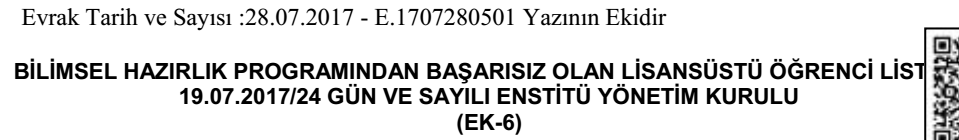 Evrak Tarih ve Sayısı :28.07.2017 - E.1707280501 Yazının Ekidir
BİLİMSEL HAZIRLIK PROGRAMINDAN BAŞARISIZ OLAN LİSANSÜSTÜ ÖĞRENCİ LİST
19.07.2017/24 GÜN VE SAYILI ENSTİTÜ YÖNETİM KURULU
(EK-6)